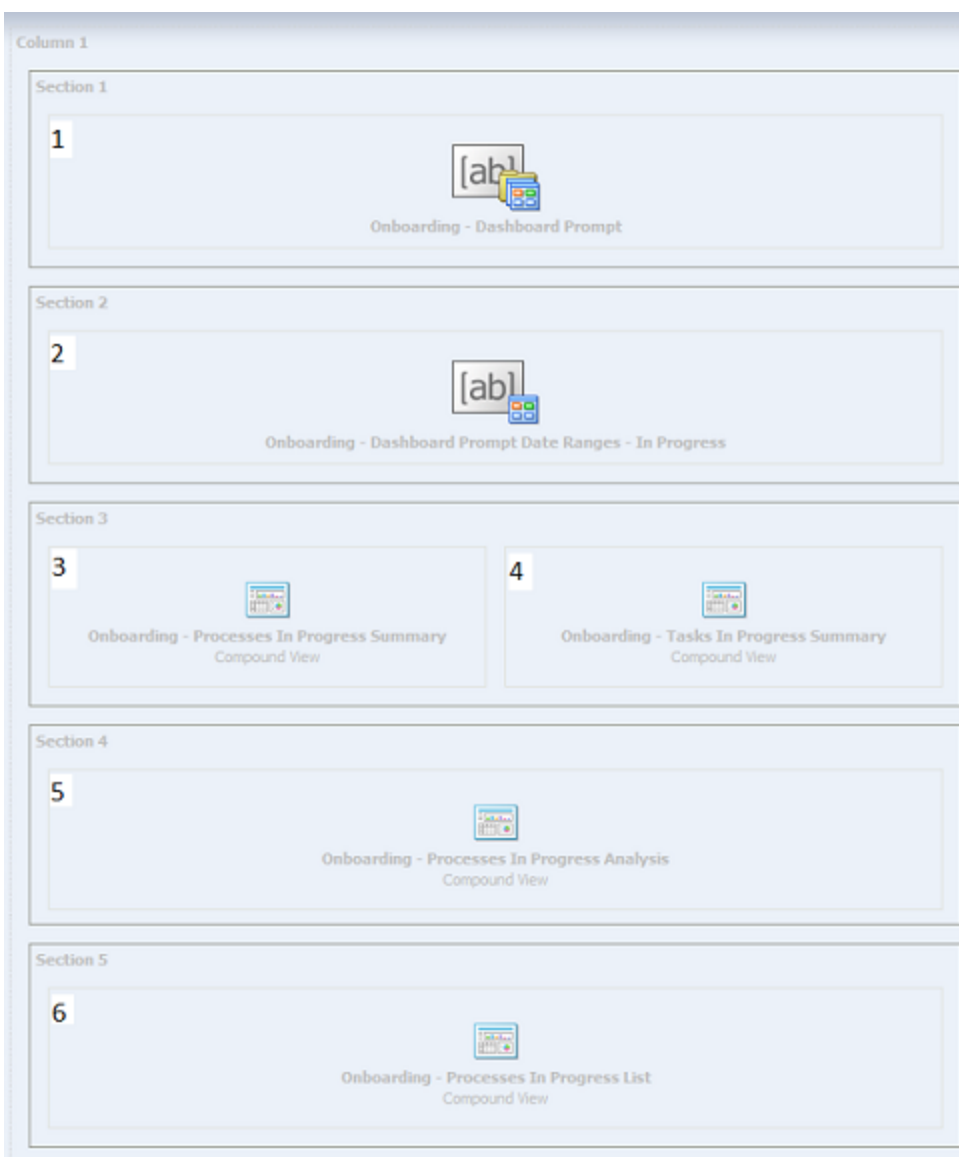 Column 1
Section 1
1
[ab]
Onboarding - Dashboard Prompt
Section 2
2
[ab]
Onboarding - Dashboard Prompt Date Ranges - In Progress
Section 3
3
Onboarding - Processes In Progress Summary
Compound View
4
Onboarding - Tasks In Progress Summary
Compound View
Section 4
5
Onboarding - Processes In Progress Analysis
Compound View
Section 5
6
Onboarding - Processes In Progress List
Compound View